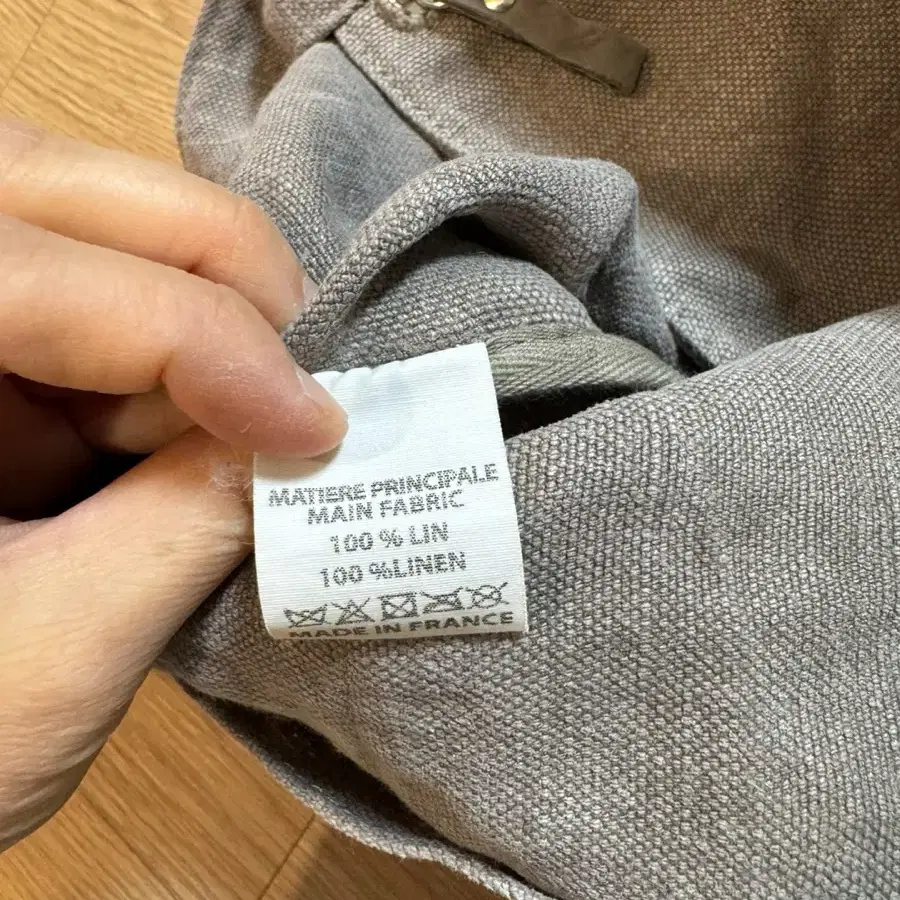 MATIERE PRINCIPALE
MAIN FABRIC
100 % LIN
100 %LINEN
MADE IN FRANCE